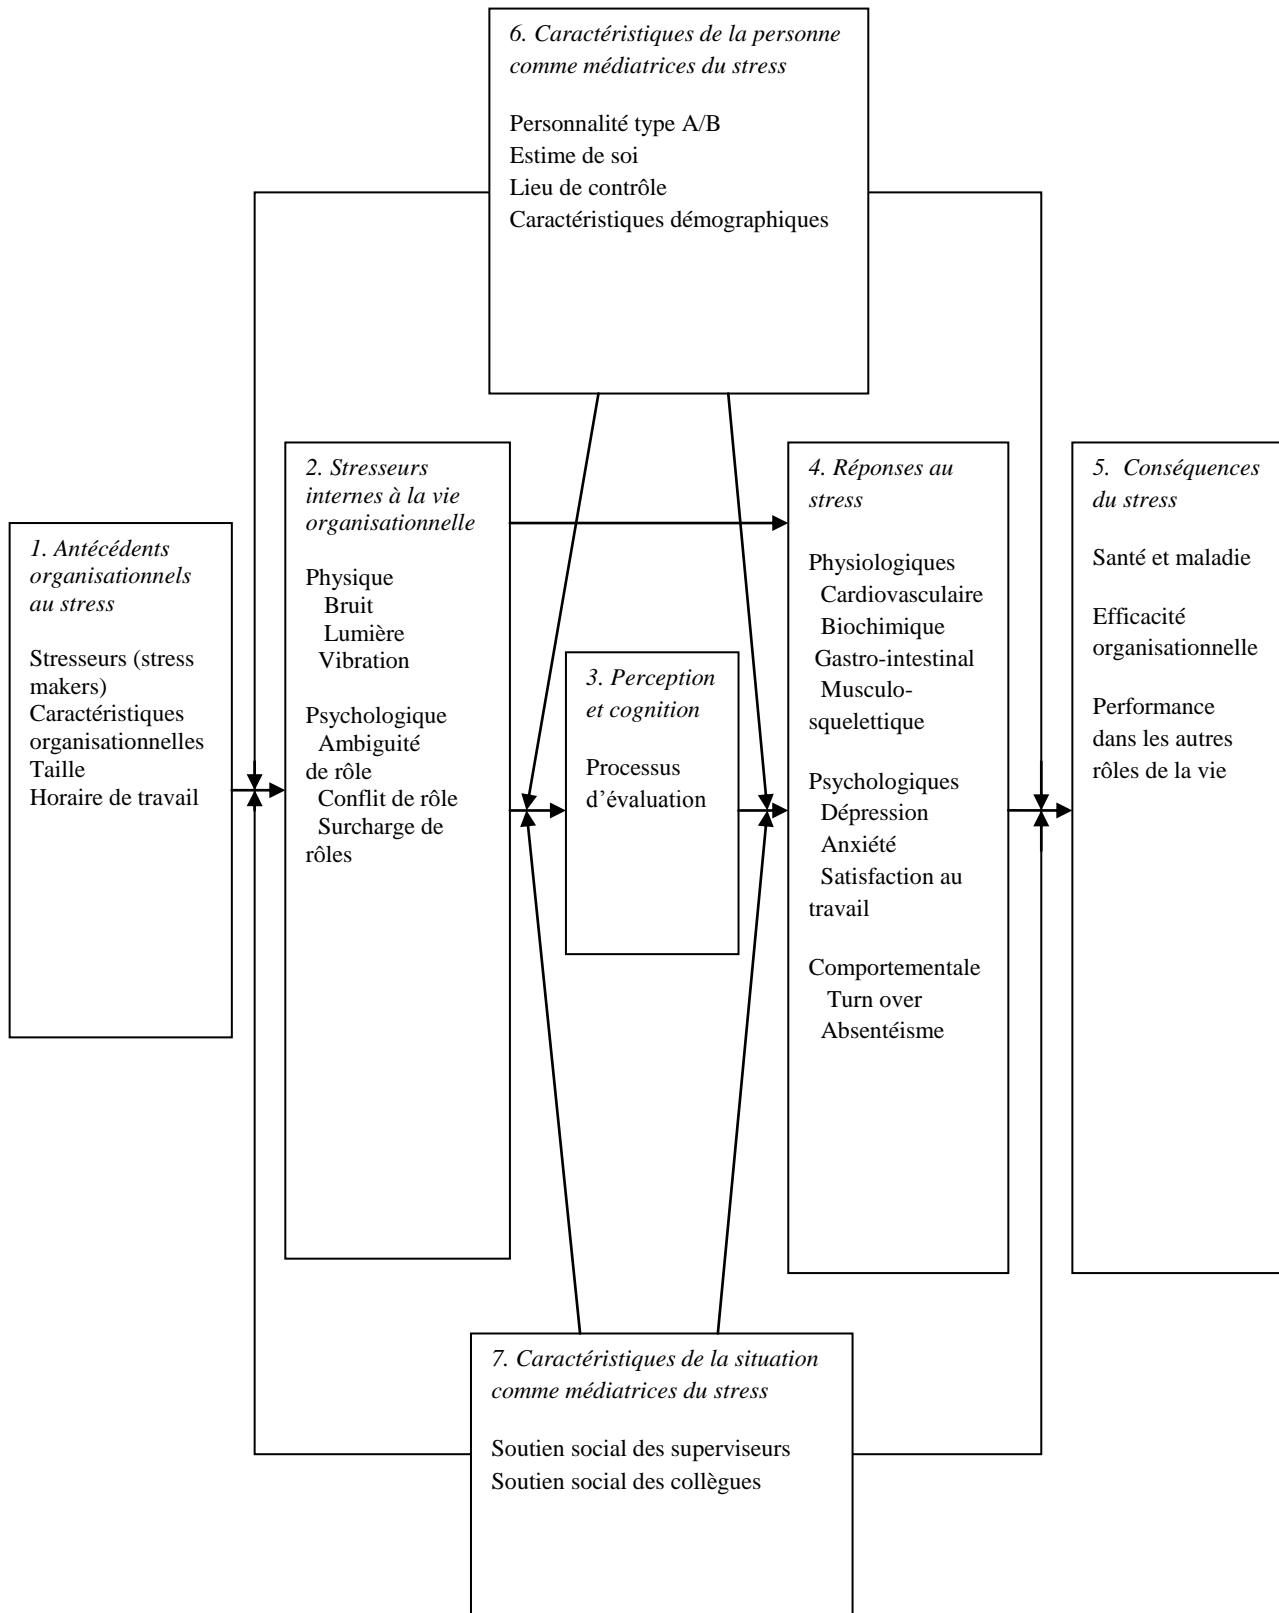 6. Caractéristiques de la personne
comme médiatrices du stress
Personnalité type A/B
Estime de soi
Lieu de contrôle
Caractéristiques démographiques
1. Antécédents
organisationnels
au stress
Stresseurs (stress
makers)
Caractéristiques
organisationnelles
Taille
Horaire de travail
2. Stresseurs
internes à la vie
organisationnelle
Physique
Bruit
Lumière
Vibration
Psychologique
Ambiguité
de rôle
Conflit de rôle
Surcharge de
rôles
3. Perception
et cognition
Processus
d’évaluation
4. Réponses au
stress
Physiologiques
Cardiovasculaire
Biochimique
Gastro-intestinal
Musculo-
squelettique
Psychologiques
Dépression
Anxiété
Satisfaction au
travail
Comportementale
Turn over
Absentéisme
5. Conséquences
du stress
Santé et maladie
Efficacité
organisationnelle
Performance
dans les autres
rôles de la vie
7. Caractéristiques de la situation
comme médiatrices du stress
Soutien social des superviseurs
Soutien social des collègues